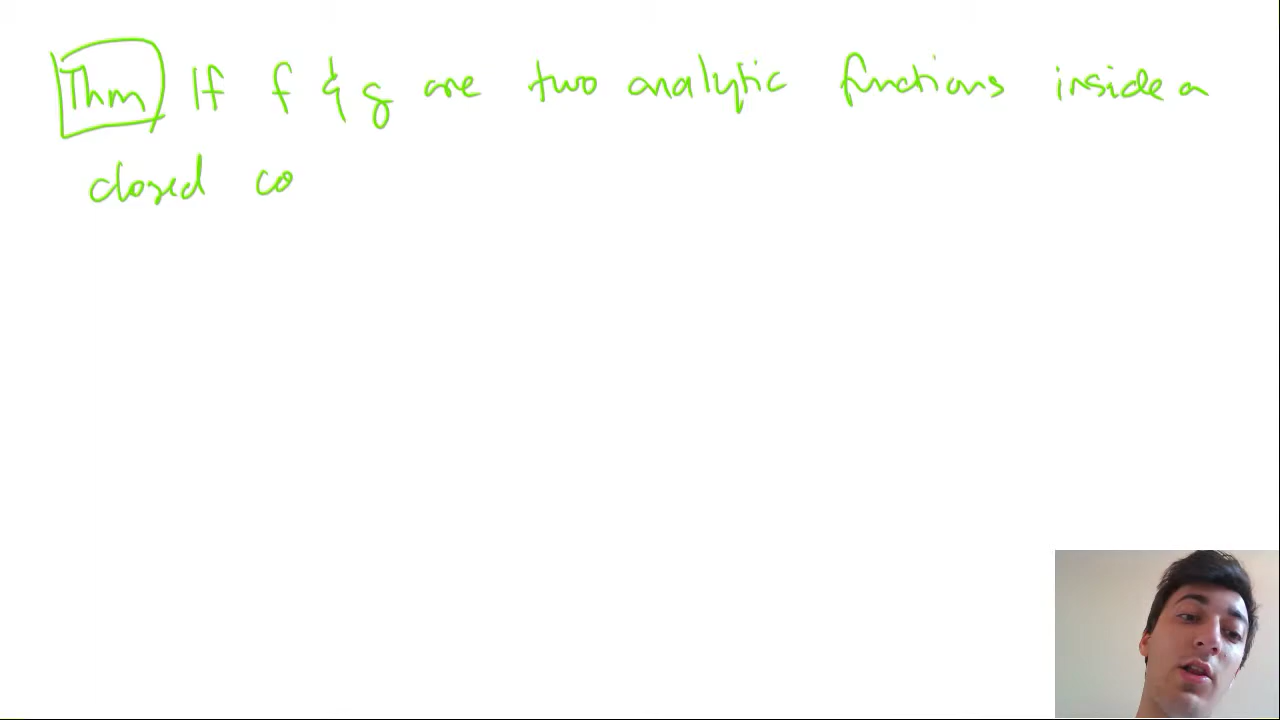 Thm If f & g are two analytic functions inside a
closed co